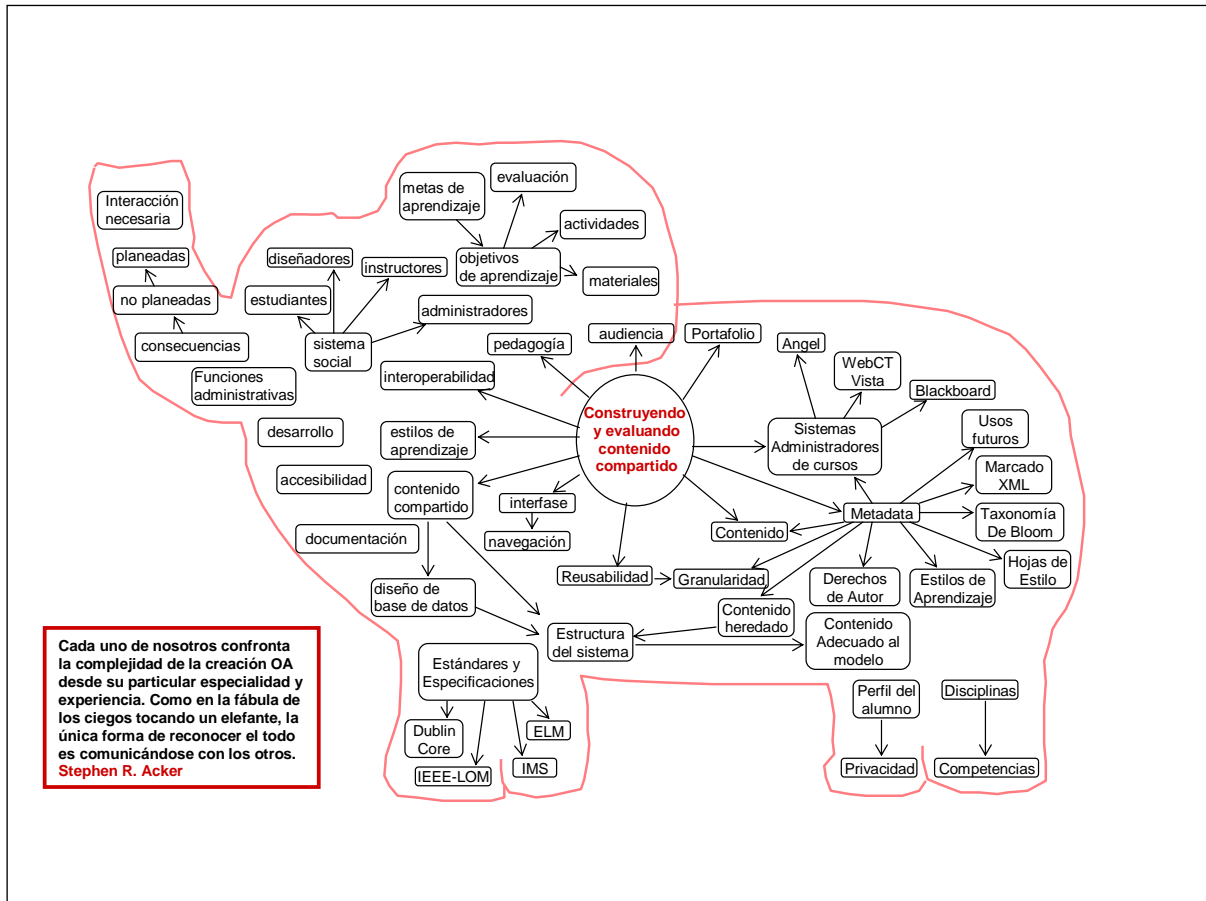 Interacción
necesaria
planeadas
no planeadas
consecuencias
Funciones
administrativas
diseñadores
instructores
estudiantes
administradores
sistema
social
metas de
aprendizaje
evaluación
actividades
objetivos
de aprendizaje
materiales
pedagogía
audiencia
Portafolio
interoperabilidad
Angel
WebCT
Vista
Blackboard
Construyendo
y evaluando
contenido
compartido
Sistemas
Administradores
de cursos
Usos
futuros
Marcado
XML
desarrollo
estilos de
aprendizaje
accesibilidad
contenido
compartido
interfase
navegación
Contenido
Metadata
Taxonomía
De Bloom
documentación
Reusabilidad
Granularidad
Derechos
de Autor
Estilos de
Aprendizaje
Hojas de
Estilo
diseño de
base de datos
Estructura
del sistema
Contenido
heredado
Contenido
Adecuado al
modelo
Estándares y
Especificaciones
Dublin
Core
IEEE-LOM
IMS
ELM
Perfil del
alumno
Privacidad
Disciplinas
Competencias
Cada uno de nosotros confronta
la complejidad de la creación OA
desde su particular especialidad y
experiencia. Como en la fábula de
los ciegos tocando un elefante, la
única forma de reconocer el todo
es comunicándose con los otros.
Stephen R. Acker